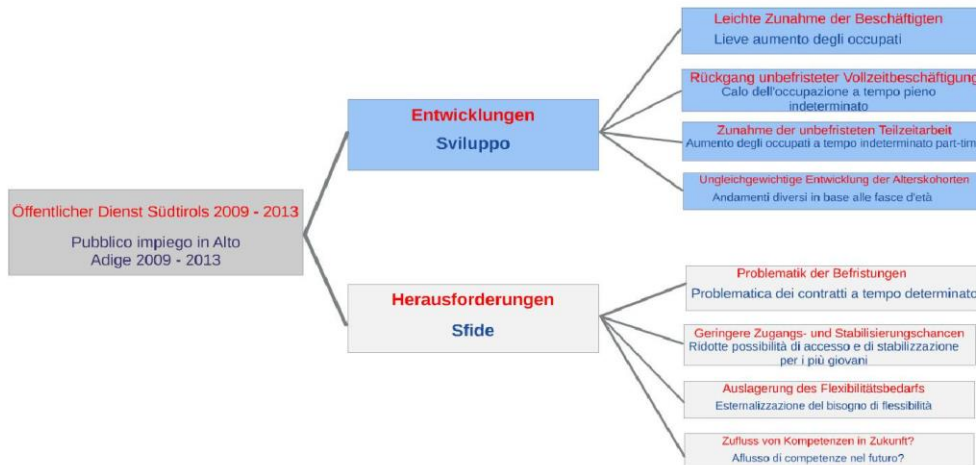 Öffentlicher Dienst Südtirols 2009 - 2013
Pubblico impiego in Alto
Adige 2009 - 2013
Entwicklungen
Sviluppo
Leichte Zunahme der Beschäftigten
Lieve aumento degli occupati
Rückgang unbefristeter Vollzeitbeschäftigung
Calo dell'occupazione a tempo pieno
indeterminato
Zunahme der unbefristeten Teilzeitarbeit
Aumento degli occupati a tempo indeterminato part-tim
Ungleichgewichtige Entwicklung der Alterskohorten
Andamenti diversi in base alle fasce d'età
Herausforderungen
Sfide
Problematik der Befristungen
Problematica dei contratti a tempo determinato
Geringere Zugangs- und Stabilisierungschancen
Ridotte possibilità di accesso e di stabilizzazione
per i più giovani
Auslagerung des Flexibilitätsbedarfs
Esternalizzazione del bisogno di flessibilità
Zufluss von Kompetenzen in Zukunft?
Aflusso di competenze nel futuro?